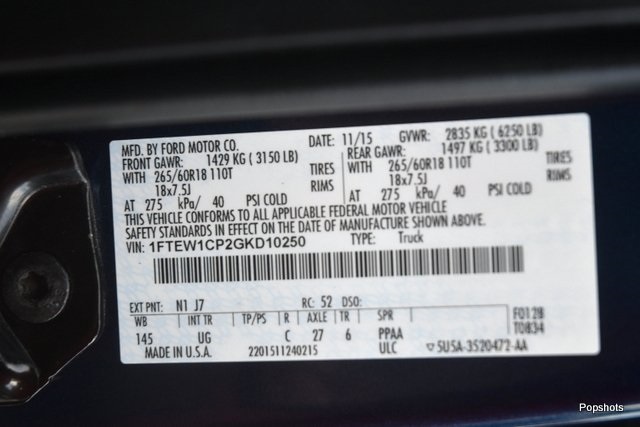 MFD. BY FORD MOTOR CO. DATE: 11/15 GVWR: 2835 KG ( 6250 LB)
FRONT GAWR: 1429 KG ( 3150 LB) REAR GAWR: 1497 KG ( 3300 LB)
WITH 265/60R18 110T TIRES WITH 265/60R18 110T TIRES
18x7.5J RIMS 18x7.5J RIMS
AT 275 kPa/ 40 PSI COLD AT 275 kPa/ 40 PSI COLD
THIS VEHICLE CONFORMS TO ALL APPLICABLE FEDERAL MOTOR VEHICLE
SAFETY STANDARDS IN EFFECT ON THE DATE OF MANUFACTURE SHOWN ABOVE.
VIN: 1FTEW1CP2GKD10250 TYPE: Truck
EXT PNT: N1 J7 RC: 52 DSO:
WB INT TR TP/PS R AXLE TR SPR F0128
145 UG C 27 6 PPAA T0834
MADE IN U.S.A. 2201511240215 ULC ▽5U5A-3520472-AA
Popshots